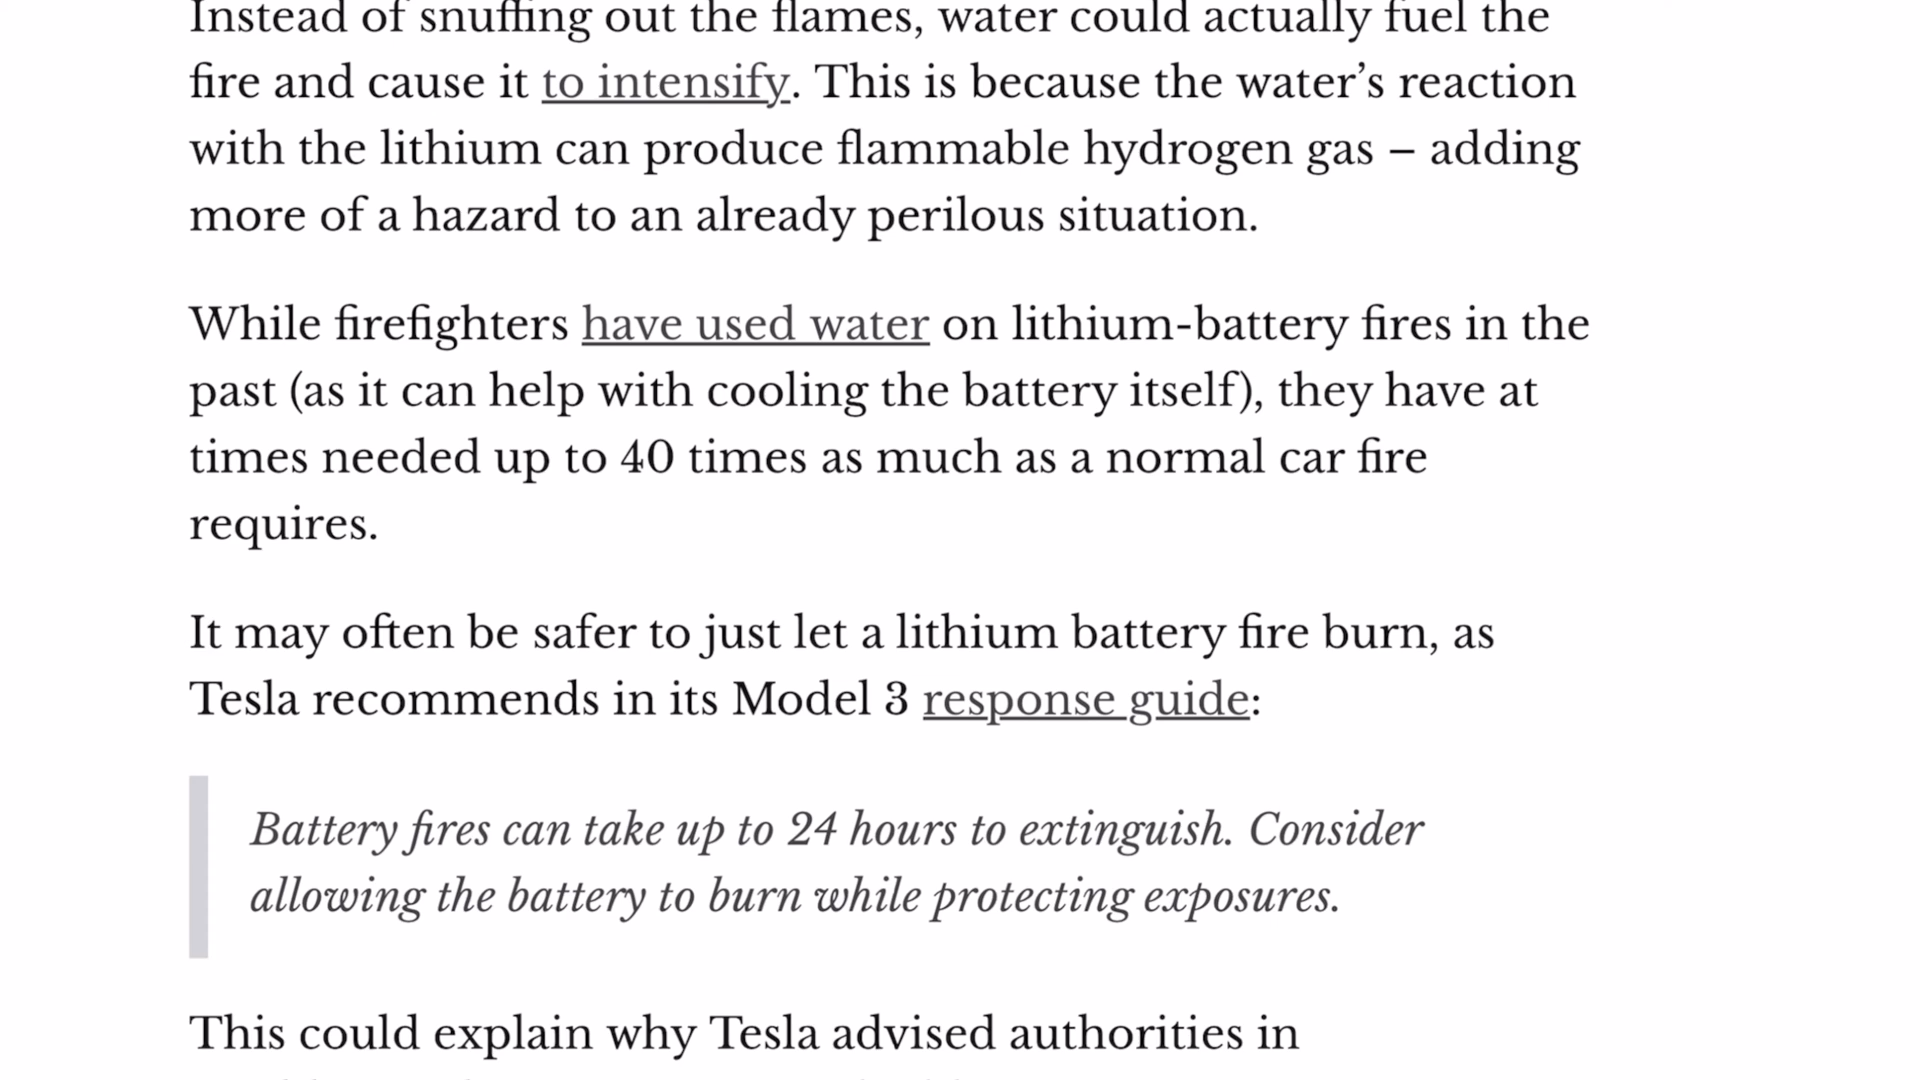 Instead of snuffing out the flames, water could actually fuel the
fire and cause it to intensify. This is because the water’s reaction
with the lithium can produce flammable hydrogen gas – adding
more of a hazard to an already perilous situation.
While firefighters have used water on lithium-battery fires in the
past (as it can help with cooling the battery itself), they have at
times needed up to 40 times as much as a normal car fire
requires.
It may often be safer to just let a lithium battery fire burn, as
Tesla recommends in its Model 3 response guide:
Battery fires can take up to 24 hours to extinguish. Consider
allowing the battery to burn while protecting exposures.
This could explain why Tesla advised authorities in